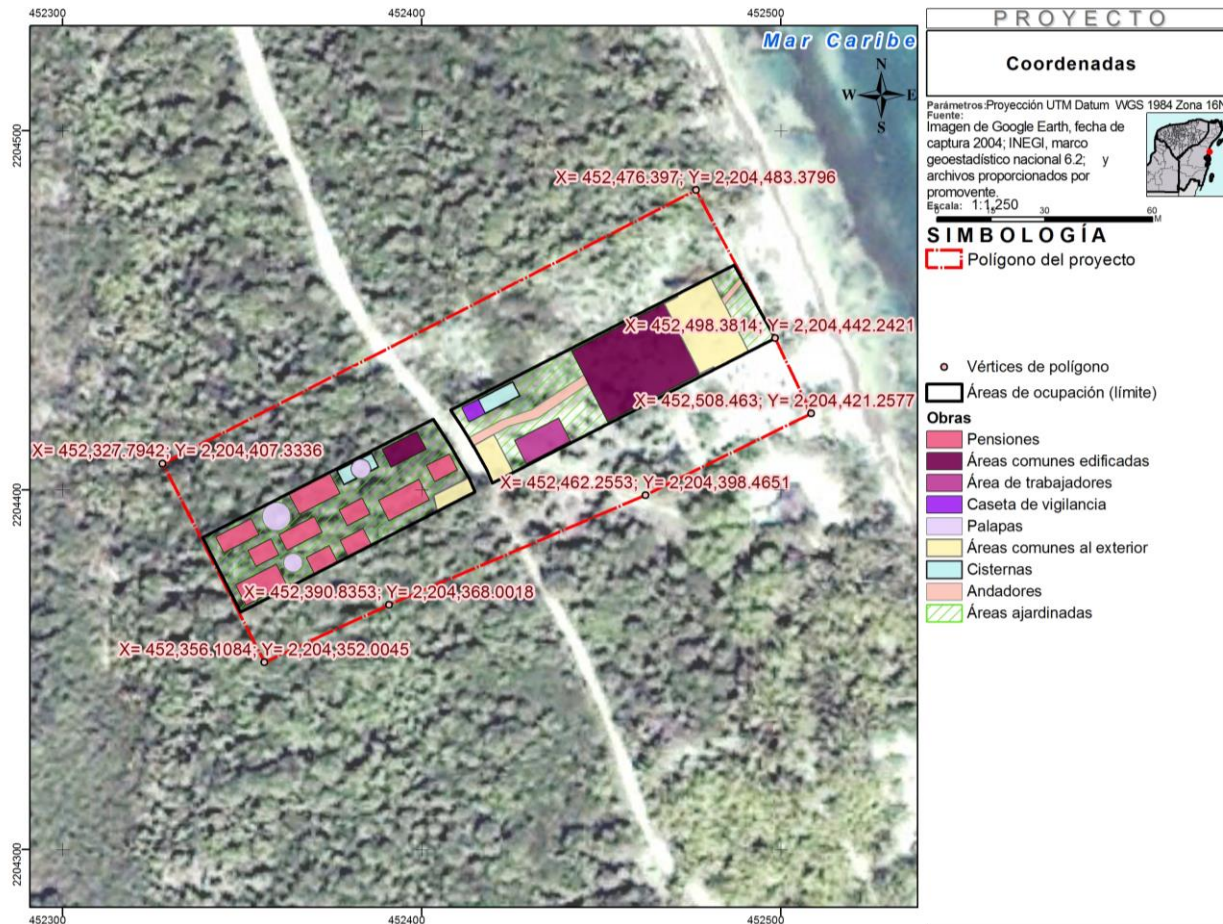 452300
452400
452500
Mar Caribe
N
W
E
S
2204500
2204400
2204300
X= 452,476.397; Y= 2,204,483.3796
X= 452,498.3814; Y= 2,204,442.2421
X= 452,508.463; Y= 2,204,421.2577
X= 452,327.7942; Y= 2,204,407.3336
X= 452,462.2553; Y= 2,204,398.4651
X= 452,390.8353; Y= 2,204,368.0018
X= 452,356.1084; Y= 2,204,352.0045
452300
452400
452500
PROYECTO
Coordenadas
Parámetros:Proyección UTM Datum WGS 1984 Zona 16N
Fuente:
Imagen de Google Earth, fecha de
captura 2004; INEGI, marco
geoestadístico nacional 6.2; y
archivos proporcionados por
promovente.
Escala: 1:1,250
0 15 30 60
M
SIMBOLOGÍA
Polígono del proyecto
Vértices de polígono
Áreas de ocupación (límite)
Obras
Pensiones
Áreas comunes edificadas
Área de trabajadores
Caseta de vigilancia
Palapas
Áreas comunes al exterior
Cisternas
Andadores
Áreas ajardinadas